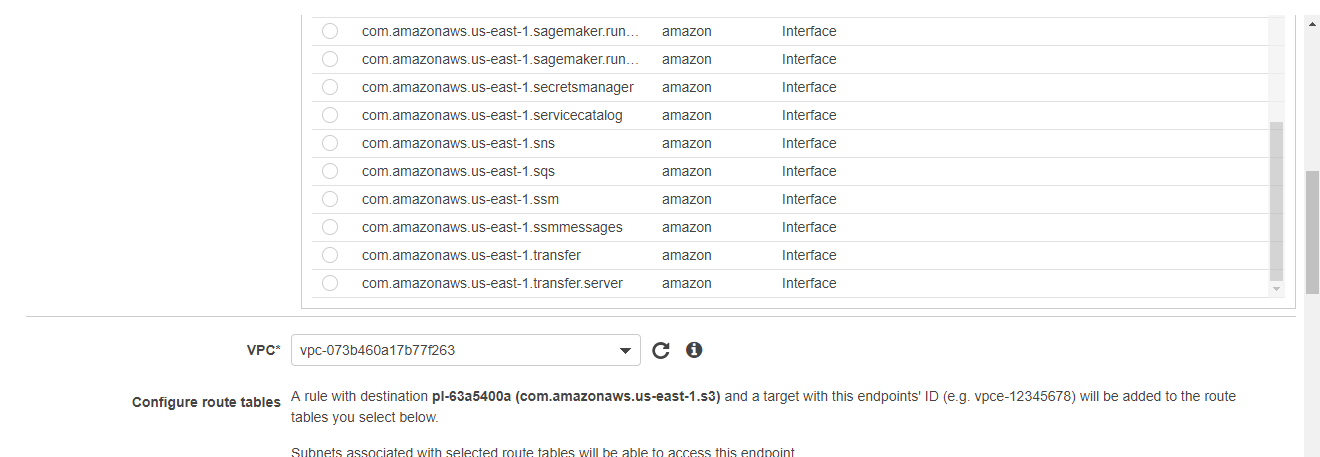 com.amazonaws.us-east-1.sagemaker.run... amazon Interface
com.amazonaws.us-east-1.sagemaker.run... amazon Interface
com.amazonaws.us-east-1.secretsmanager amazon Interface
com.amazonaws.us-east-1.servicecatalog amazon Interface
com.amazonaws.us-east-1.sns amazon Interface
com.amazonaws.us-east-1.sqs amazon Interface
com.amazonaws.us-east-1.ssm amazon Interface
com.amazonaws.us-east-1.ssmmessages amazon Interface
com.amazonaws.us-east-1.transfer amazon Interface
com.amazonaws.us-east-1.transfer.server amazon Interface
VPC* vpc-073b460a17b77f263
Configure route tables A rule with destination pl-63a5400a (com.amazonaws.us-east-1.s3) and a target with this endpoints' ID (e.g. vpce-12345678) will be added to the route
tables you select below.
Subnets associated with selected route tables will be able to access this endpoint